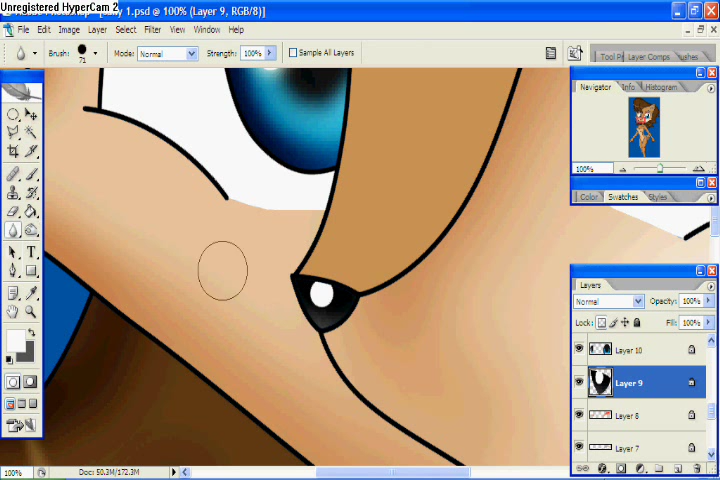 Unregistered HyperCam 2
1.psd @ 100% (Layer 9, RGB/8)
File Edit Image Layer Select Filter View Window Help
Brush: 71 Mode: Normal Strength: 100% Sample All Layers
Layer Comps
Navigator Info Histogram
100%
Color Swatches Styles
Layers
Normal Opacity: 100%
Lock: Fill: 100%
Layer 10
Layer 9
Layer 8
Layer 7
T
100% Doc: 50.3M/172.3M